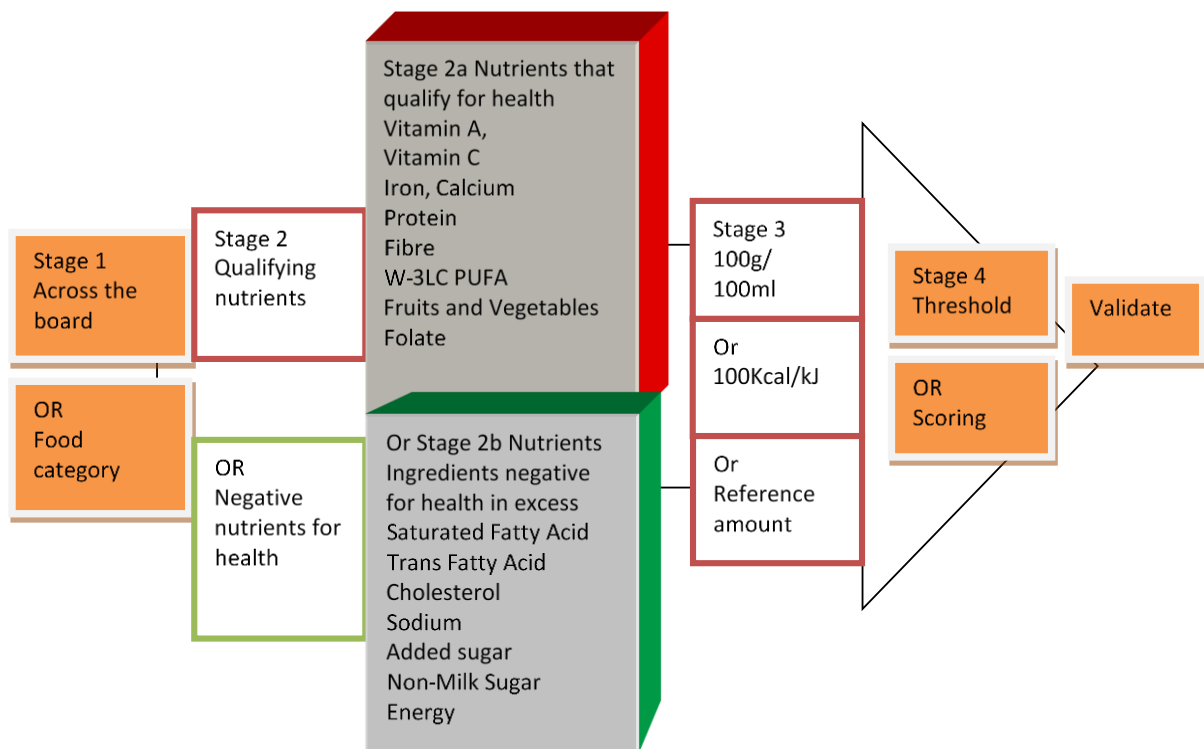 Stage 1
Across the
board
OR
Food
category
Stage 2
Qualifying
nutrients
OR
Negative
nutrients for
health
Stage 2a Nutrients that
qualify for health
Vitamin A,
Vitamin C
Iron, Calcium
Protein
Fibre
W-3LC PUFA
Fruits and Vegetables
Folate
Or Stage 2b Nutrients
Ingredients negative
for health in excess
Saturated Fatty Acid
Trans Fatty Acid
Cholesterol
Sodium
Added sugar
Non-Milk Sugar
Energy
Stage 3
100g/
100ml
Or
100Kcal/kJ
Or
Reference
amount
Stage 4
Threshold
OR
Scoring
Validate